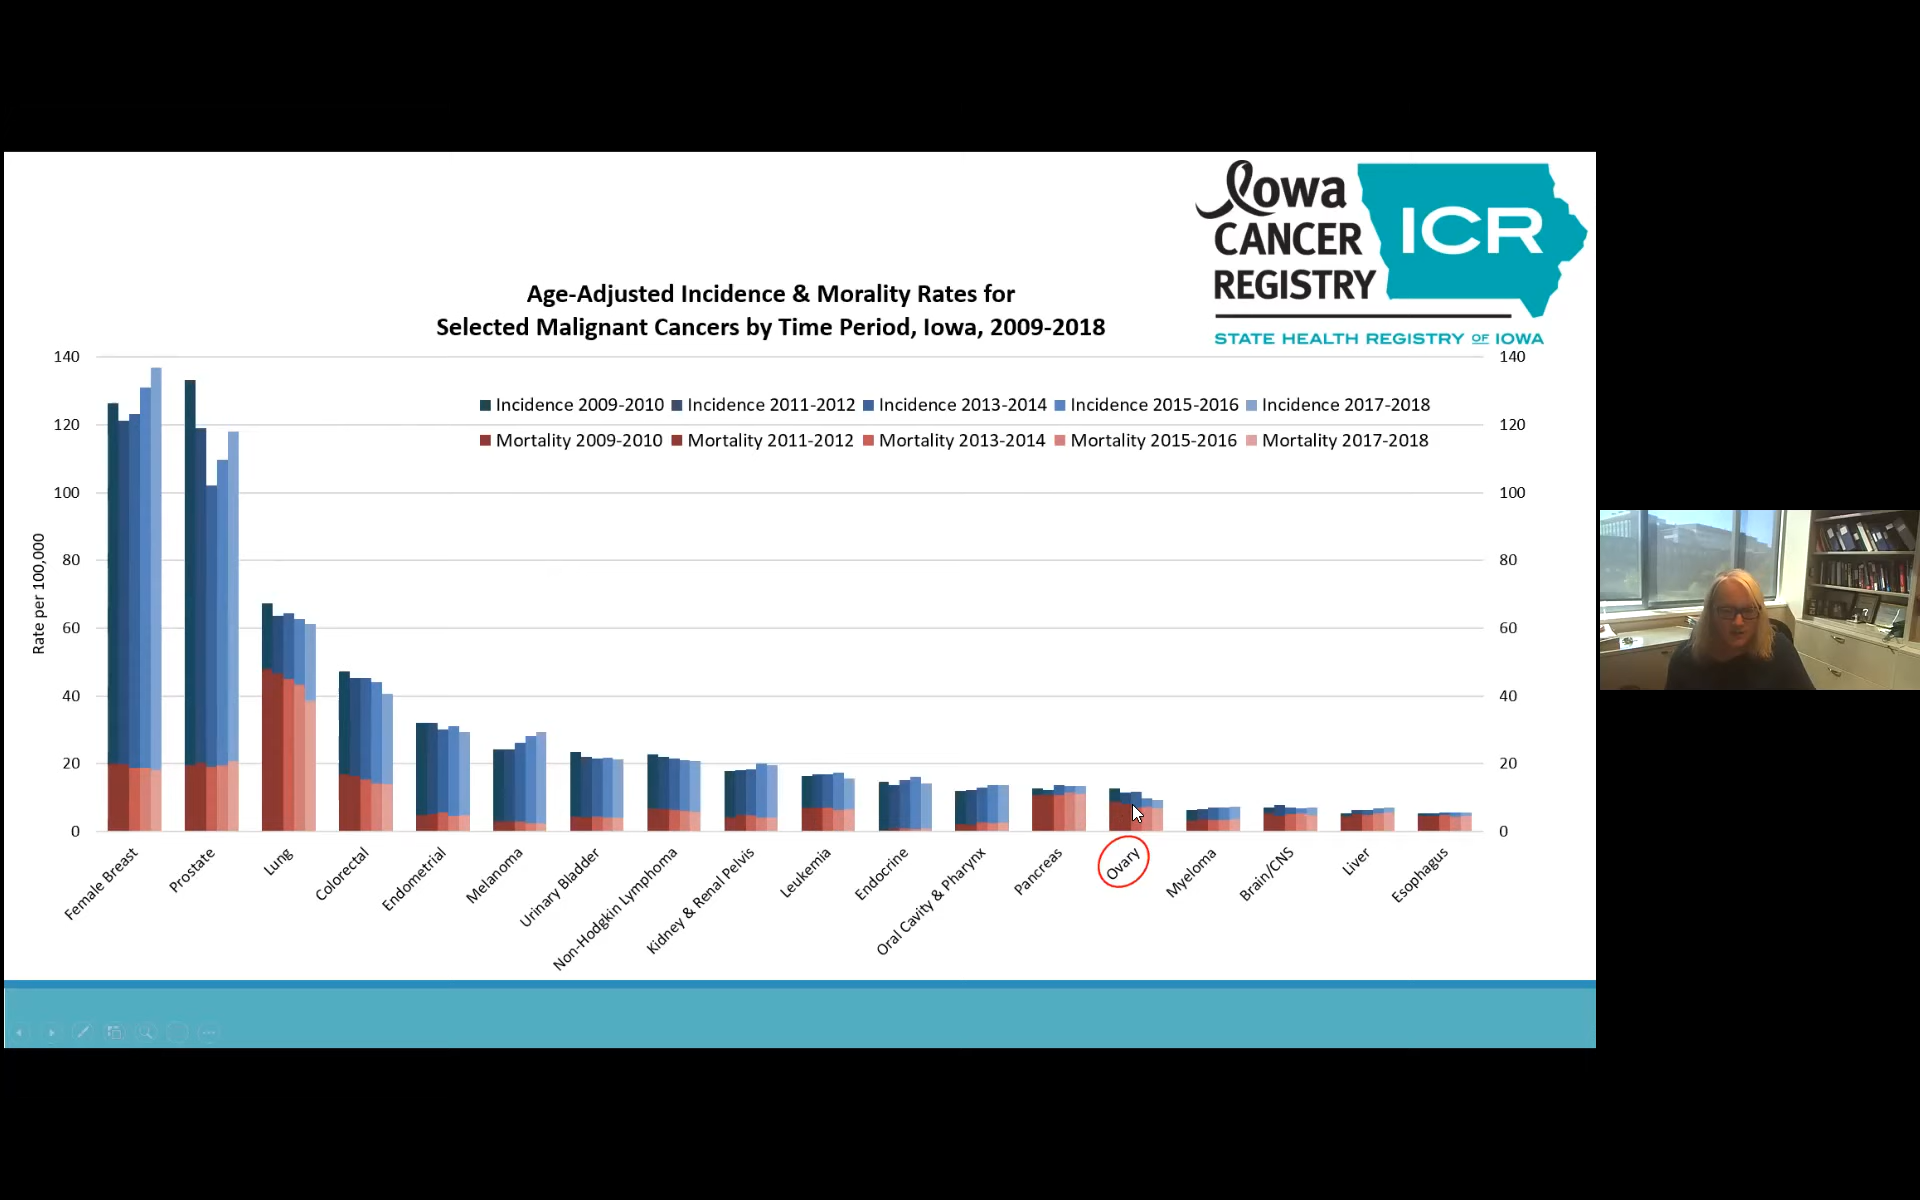 Iowa
CANCER
REGISTRY
ICR
STATE HEALTH REGISTRY OF IOWA
Age-Adjusted Incidence & Morality Rates for
Selected Malignant Cancers by Time Period, Iowa, 2009-2018
Incidence 2009-2010 Incidence 2011-2012 Incidence 2013-2014 Incidence 2015-2016 Incidence 2017-2018
Mortality 2009-2010 Mortality 2011-2012 Mortality 2013-2014 Mortality 2015-2016 Mortality 2017-2018
Rate per 100,000
140 140
120 120
100 100
80 80
60 60
40 40
20 20
0 0
Female Breast
Prostate
Lung
Colorectal
Endometrial
Melanoma
Urinary Bladder
Non-Hodgkin Lymphoma
Kidney & Renal Pelvis
Leukemia
Endocrine
Oral Cavity & Pharynx
Pancreas
Ovary
Myeloma
Brain/CNS
Liver
Esophagus